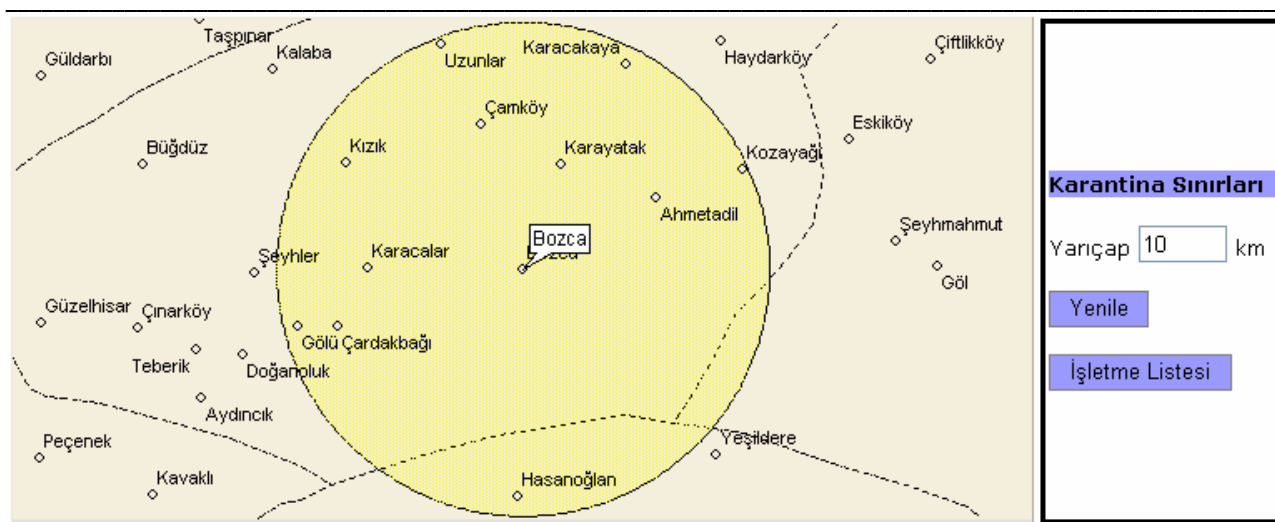 Taşpınar
Güldarbı
Kalaba
Uzunlar
Karacakaya
Haydarköy
Çiftlikköy
Çamköy
Büğdüz
Kızık
Karayatak
Kozayağı
Eskiköy
Ahmetadil
Şeyhmahmut
Bozca
Şeyhler
Karacalar
Göl
Güzelhisar
Çınarköy
Gölü Çardakbağı
Teberik
Doğanoluk
Aydıncık
Peçenek
Yeşildere
Kavaklı
Hasanoğlan
Karantina Sınırları
Yarıçap 10 km
Yenile
İşletme Listesi